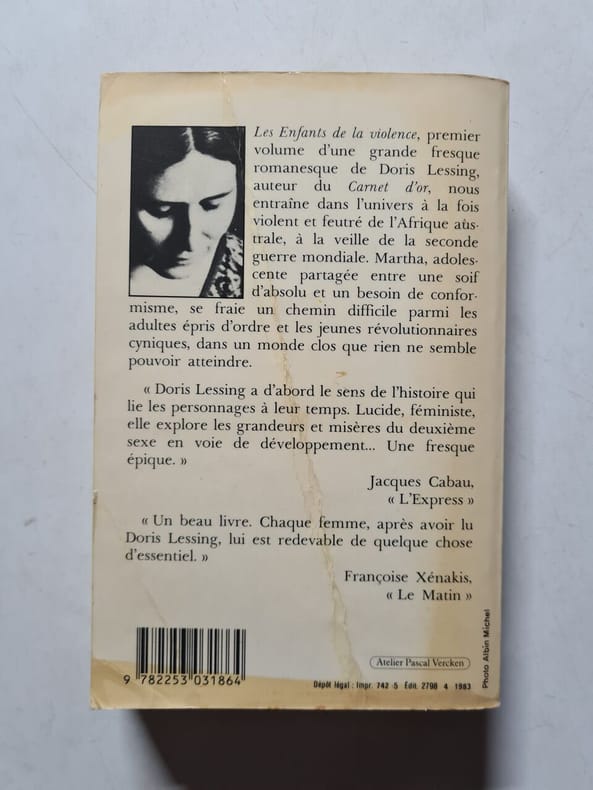 Les Enfants de la violence, premier
volume d'une grande fresque
romanesque de Doris Lessing,
auteur du Carnet d'or, nous
entraîne dans l'univers à la fois
violent et feutré de l'Afrique aus-
trale, à la veille de la seconde
guerre mondiale. Martha, adoles-
cente partagée entre une soif
d'absolu et un besoin de confor-
misme, se fraie un chemin difficile parmi les
adultes épris d'ordre et les jeunes révolutionnaires
cyniques, dans un monde clos que rien ne semble
pouvoir atteindre.
« Doris Lessing a d'abord le sens de l'histoire qui
lie les personnages à leur temps. Lucide, féministe,
elle explore les grandeurs et misères du deuxième
sexe en voie de développement... Une fresque
épique. »
Jacques Cabau,
« L'Express »
« Un beau livre. Chaque femme, après avoir lu
Doris Lessing, lui est redevable de quelque chose
d'essentiel. »
Françoise Xénakis,
« Le Matin »
Photo Albin Michel
Atelier Pascal Vercken
9 782253 031864
Dépôt légal : Impr. 742-5 Édit. 2798 4 1983